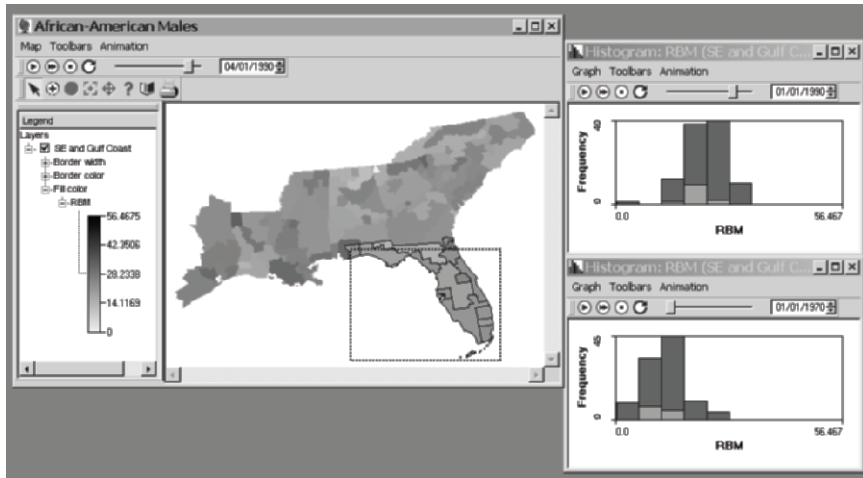 African-American Males
Map Toolbars Animation
04/01/1990
Legend
Layers
SE and Gulf Coast
Border width
Border color
Fill color
RBM
56.4675
42.3506
28.2338
14.1169
0
Histogram: RBM (SE and Gulf C...
Graph Toolbars Animation
01/01/1990
Frequency
40
0
0.0
56.467
RBM
Histogram: RBM (SE and Gulf C...
Graph Toolbars Animation
01/01/1970
Frequency
45
0
0.0
56.467
RBM